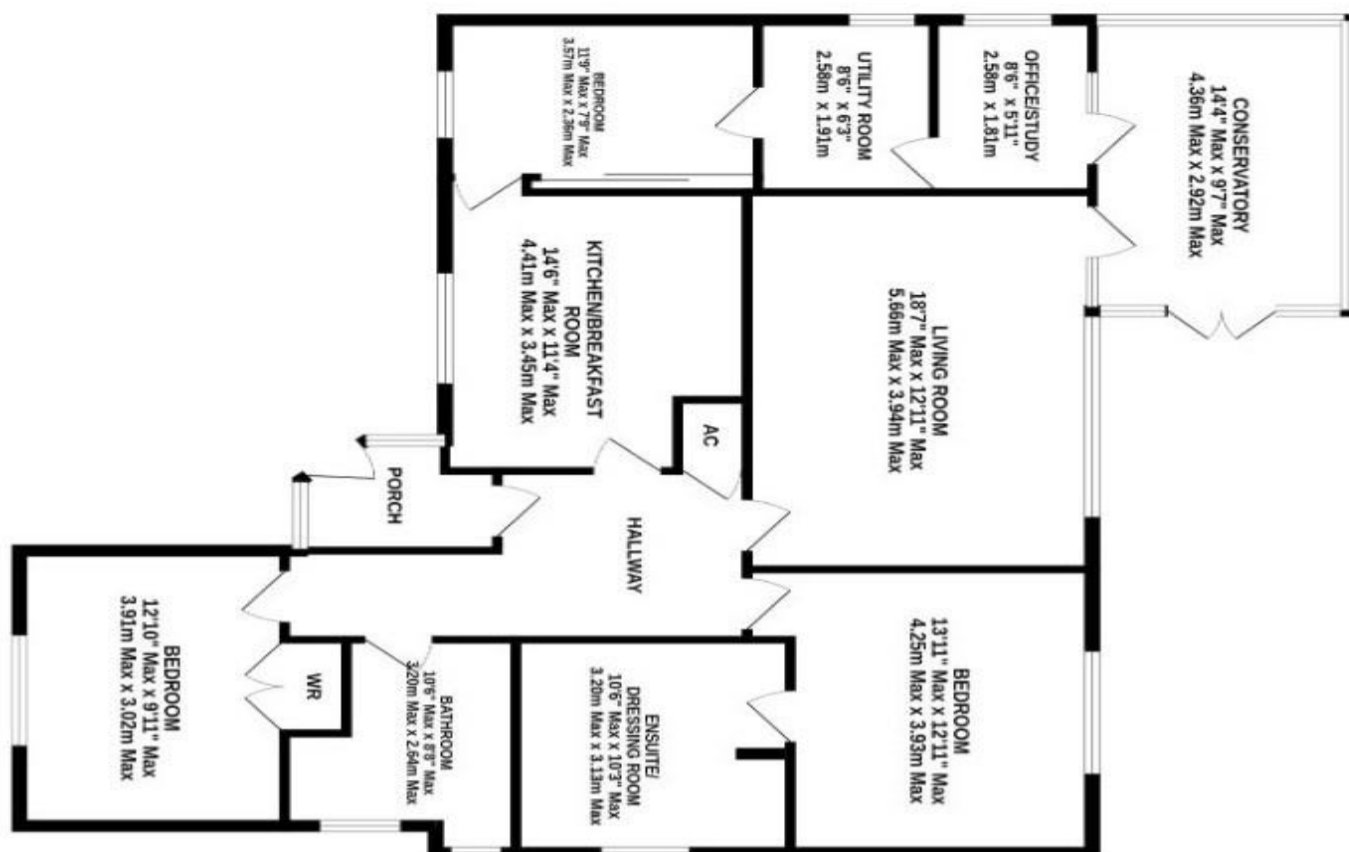 CONSERVATORY
14'4" Max x 9'7" Max
4.36m Max x 2.92m Max
OFFICE/STUDY
8'6" x 5'11"
2.58m x 1.81m
UTILITY ROOM
8'6" x 6'3"
2.58m x 1.91m
BEDROOM
11'9" Max x 7'9" Max
3.57m Max x 2.36m Max
LIVING ROOM
18'7" Max x 12'11" Max
5.66m Max x 3.94m Max
KITCHEN/BREAKFAST
ROOM
14'6" Max x 11'4" Max
4.41m Max x 3.45m Max
AC
PORCH
HALLWAY
BEDROOM
13'11" Max x 12'11" Max
4.25m Max x 3.93m Max
ENSUITE/
DRESSING ROOM
10'6" Max x 10'3" Max
3.20m Max x 3.13m Max
BATHROOM
10'6" Max x 8'8" Max
3.20m Max x 2.64m Max
WR
BEDROOM
12'10" Max x 9'11" Max
3.91m Max x 3.02m Max